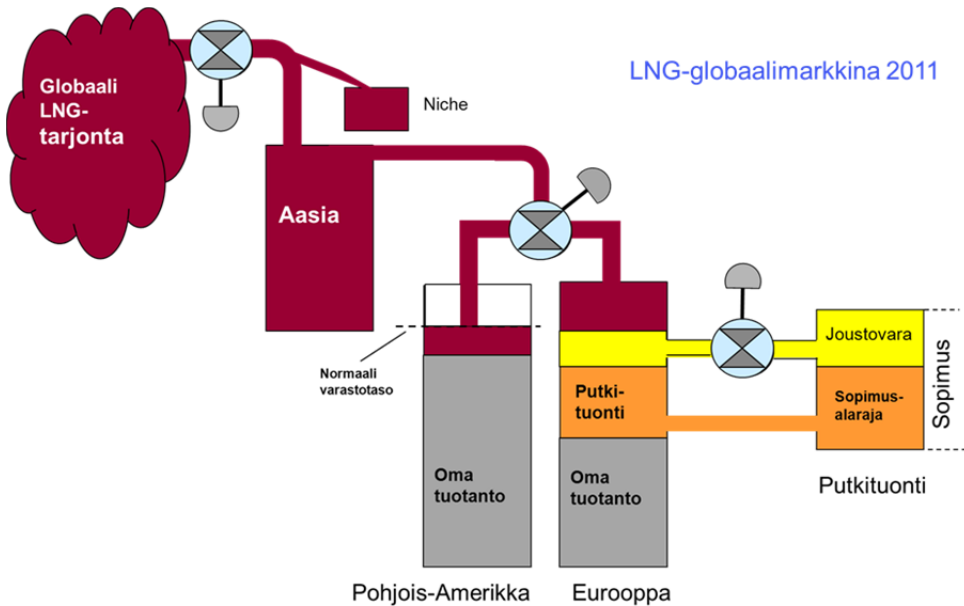 LNG-globaalimarkkina 2011
Globaali
LNG-
tarjonta
Niche
Aasia
Normaali
varastotaso
Putki-
tuonti
Joustovara
Sopimus-
alaraja
Sopimus
Oma
tuotanto
Oma
tuotanto
Putkituonti
Pohjois-Amerikka
Eurooppa